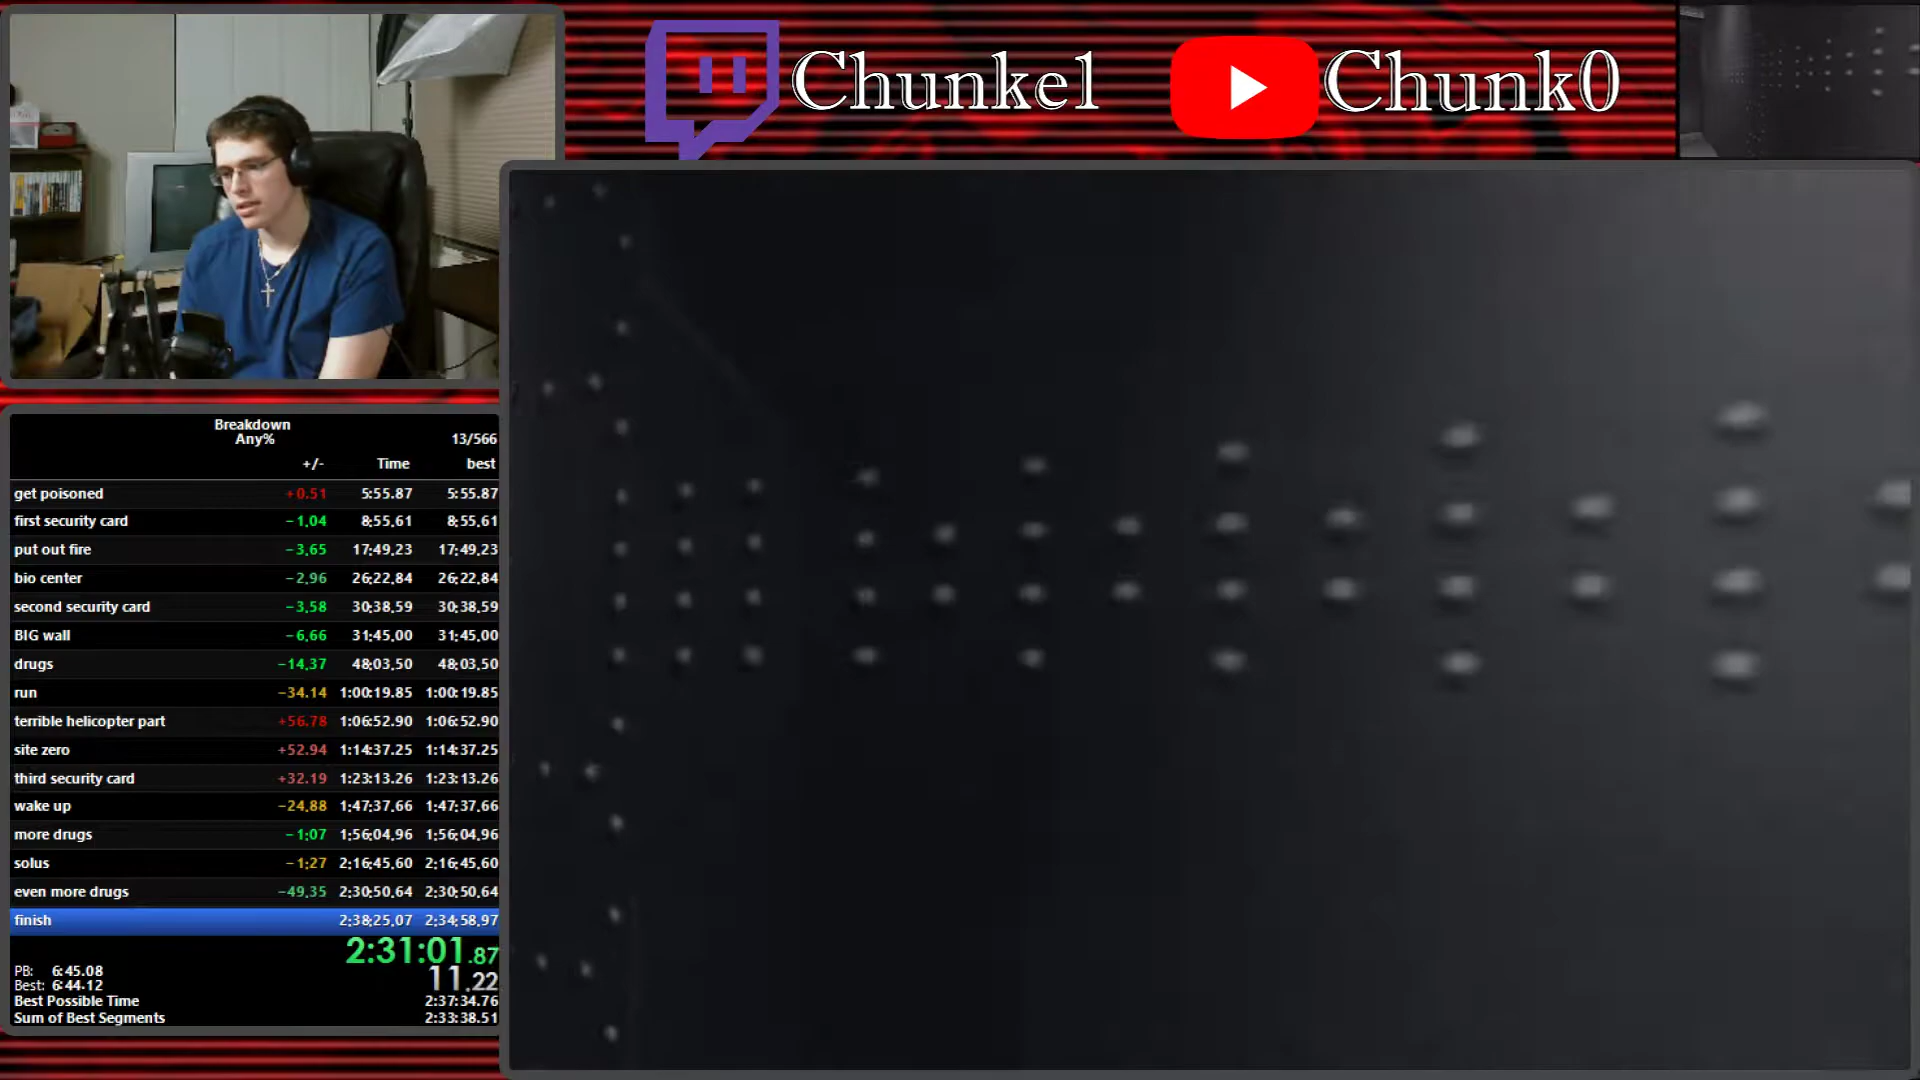 Chunke1
Chunk0
Breakdown
Any% 13/566
+/- Time best
get poisoned +0.51 5:55.87 5:55.87
first security card -1.04 8:55.61 8:55.61
put out fire -3.65 17:49.23 17:49.23
bio center -2.96 26:22.84 26:22.84
second security card -3.58 30:38.59 30:38.59
BIG wall -6.66 31:45.00 31:45.00
drugs -14.37 48:03.50 48:03.50
run -34.14 1:00:19.85 1:00:19.85
terrible helicopter part +56.78 1:06:52.90 1:06:52.90
site zero +52.94 1:14:37.25 1:14:37.25
third security card +32.19 1:23:13.26 1:23:13.26
wake up -24.88 1:47:37.66 1:47:37.66
more drugs -1:07 1:56:04.96 1:56:04.96
solus -1:27 2:16:45.60 2:16:45.60
even more drugs -49.35 2:30:50.64 2:30:50.64
finish 2:38:25.07 2:34:58.97
2:31:01.87
PB: 6:45.08 11.22
Best: 6:44.12
Best Possible Time 2:37:34.76
Sum of Best Segments 2:33:38.51